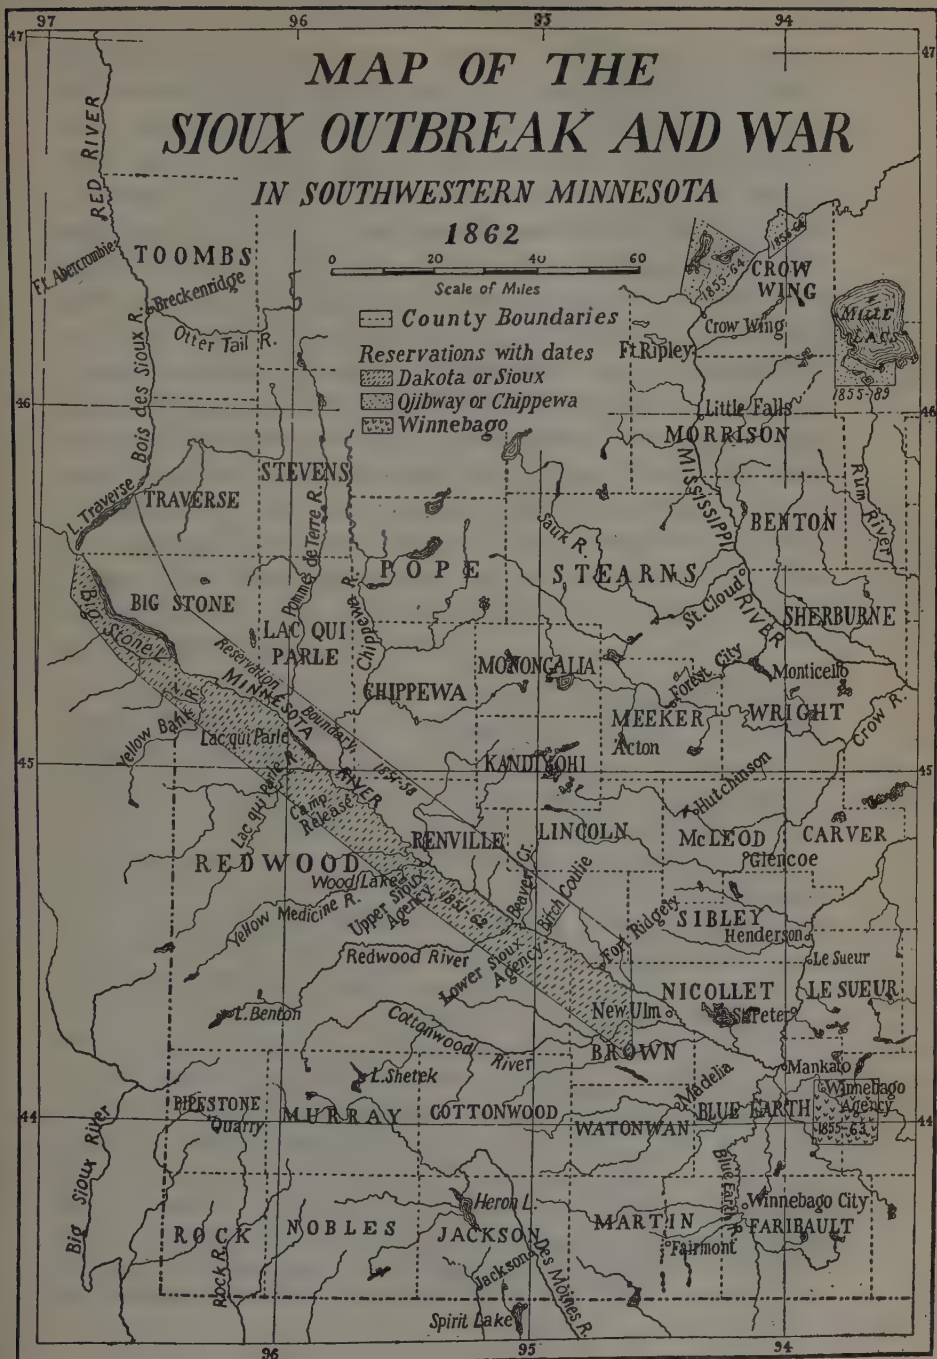 97 96 95 94
47 47
MAP OF THE
SIOUX OUTBREAK AND WAR
IN SOUTHWESTERN MINNESOTA
1862
0 20 40 60
Scale of Miles
County Boundaries
Reservations with dates
Dakota or Sioux
Ojibway or Chippewa
Winnebago
RED RIVER
Ft. Abercrombie
TOOMBS
Breckenridge
Otter Tail R.
Bois des Sioux R.
1855-64
1855-64
CROW
WING
Crow Wing
Ft Ripley
MILLE
LACS
1855-89
46 46
Little Falls
MORRISON
MISSISSIPPI
RIVER
Rum River
BENTON
L. Traverse
TRAVERSE
STEVENS
Pomme de Terre R.
Chippewa R.
POPE
Sauk R.
STEARNS
St. Cloud
SHERBURNE
BIG STONE
Big Stone L.
LAC QUI
PARLE
Reservation Boundary, 1851-58
MINNESOTA
RIVER
CHIPPEWA
MONONGALIA
Forest City
Monticello
MEEKER
Acton
WRIGHT
Crow R.
Yellow Bank R.
Lac qui Parle
Lac qui Parle R.
45 45
KANDIYOHI
Hutchinson
Camp
Release
RENVILLE
LINCOLN
McLEOD
Glencoe
CARVER
REDWOOD
Wood Lake
Yellow Medicine R.
Upper Sioux
Agency
1851-62
Beaver Cr.
Birch Coulie
Fort Ridgely
SIBLEY
Henderson
Le Sueur
Redwood River
Lower Sioux
Agency
NICOLLET
LE SUEUR
L. Benton
New Ulm
St Peter
Cottonwood
River
BROWN
L. Shetek
Mankato
Madelia
Winnebago
Agency
1855-63
44 44
PIPESTONE
Quarry
MURRAY
COTTONWOOD
WATONWAN
BLUE EARTH
Big Sioux River
Blue Earth R.
Heron L.
Winnebago City
ROCK
Rock R.
NOBLES
JACKSON
MARTIN
FARIBAULT
Fairmont
Jackson
Des Moines R.
Spirit Lake
96 95 94